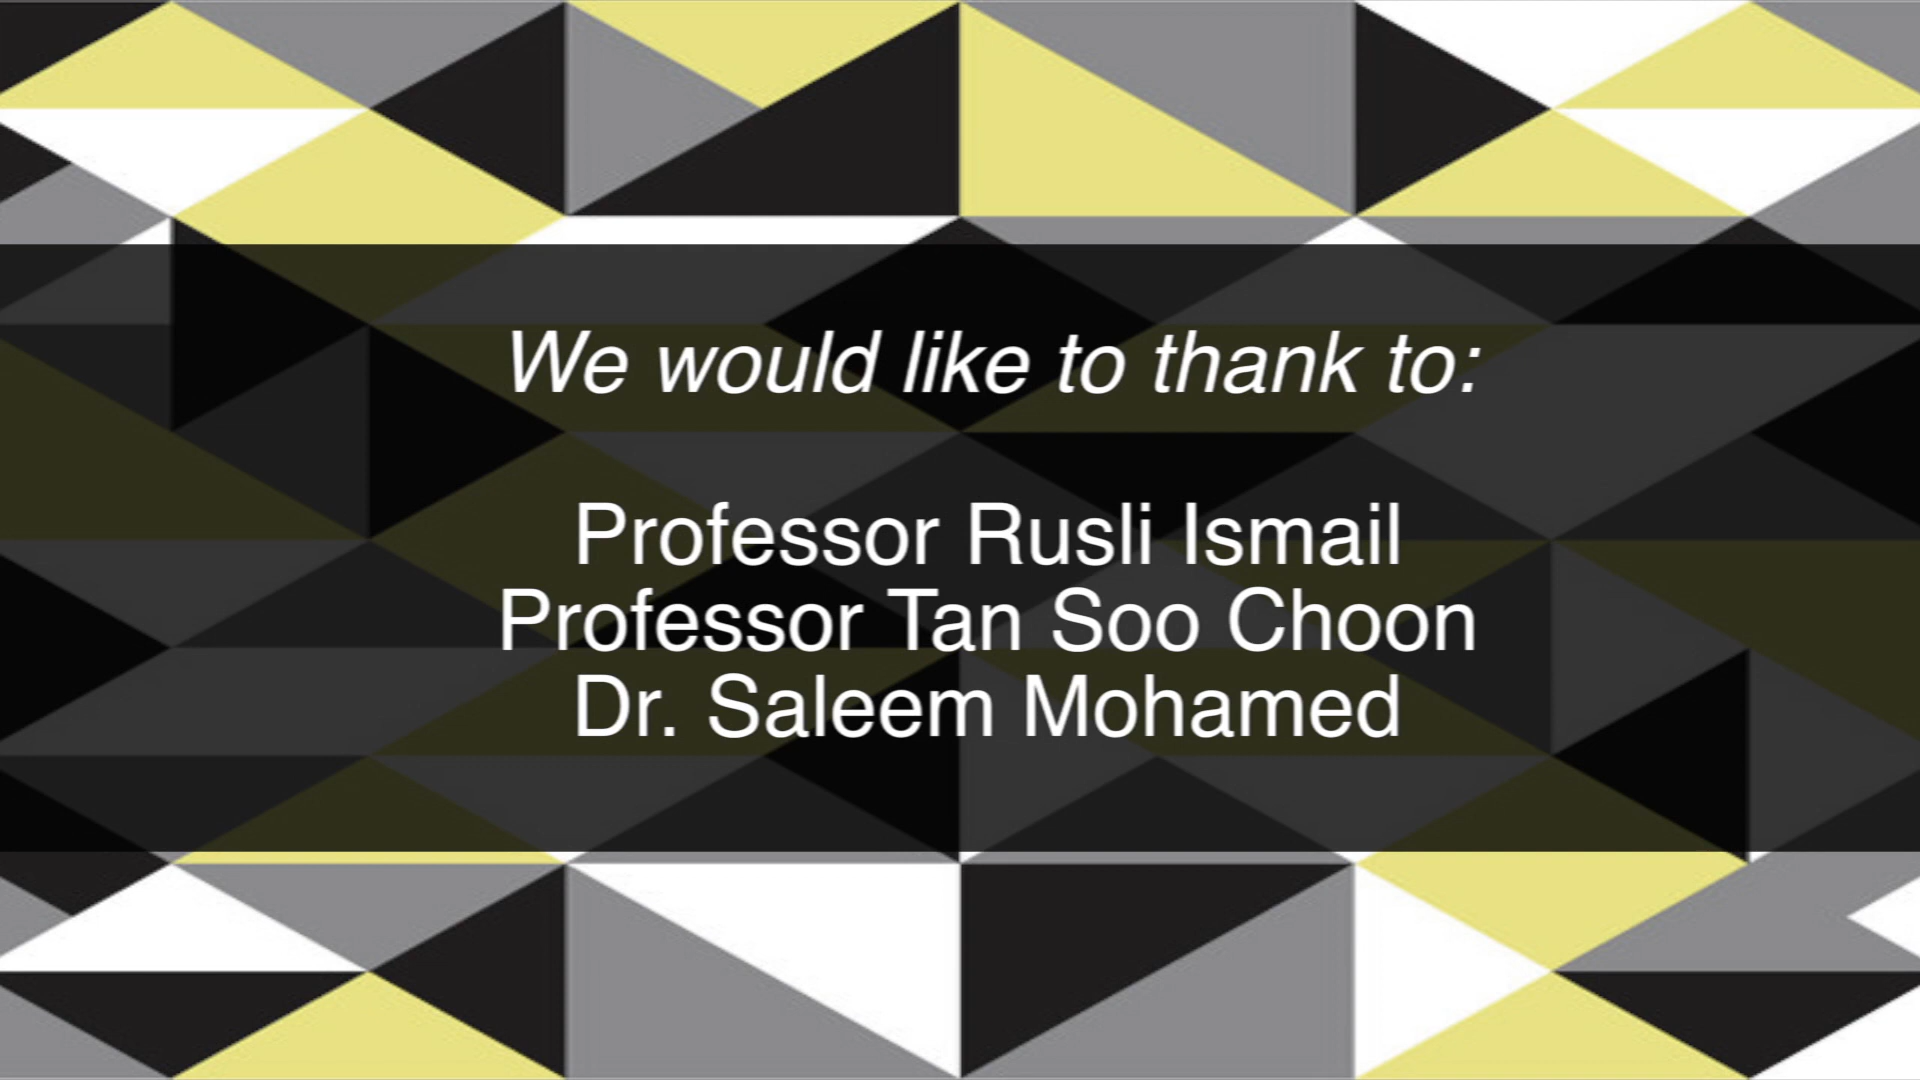 We would like to thank to:
Professor Rusli Ismail
Professor Tan Soo Choon
Dr. Saleem Mohamed